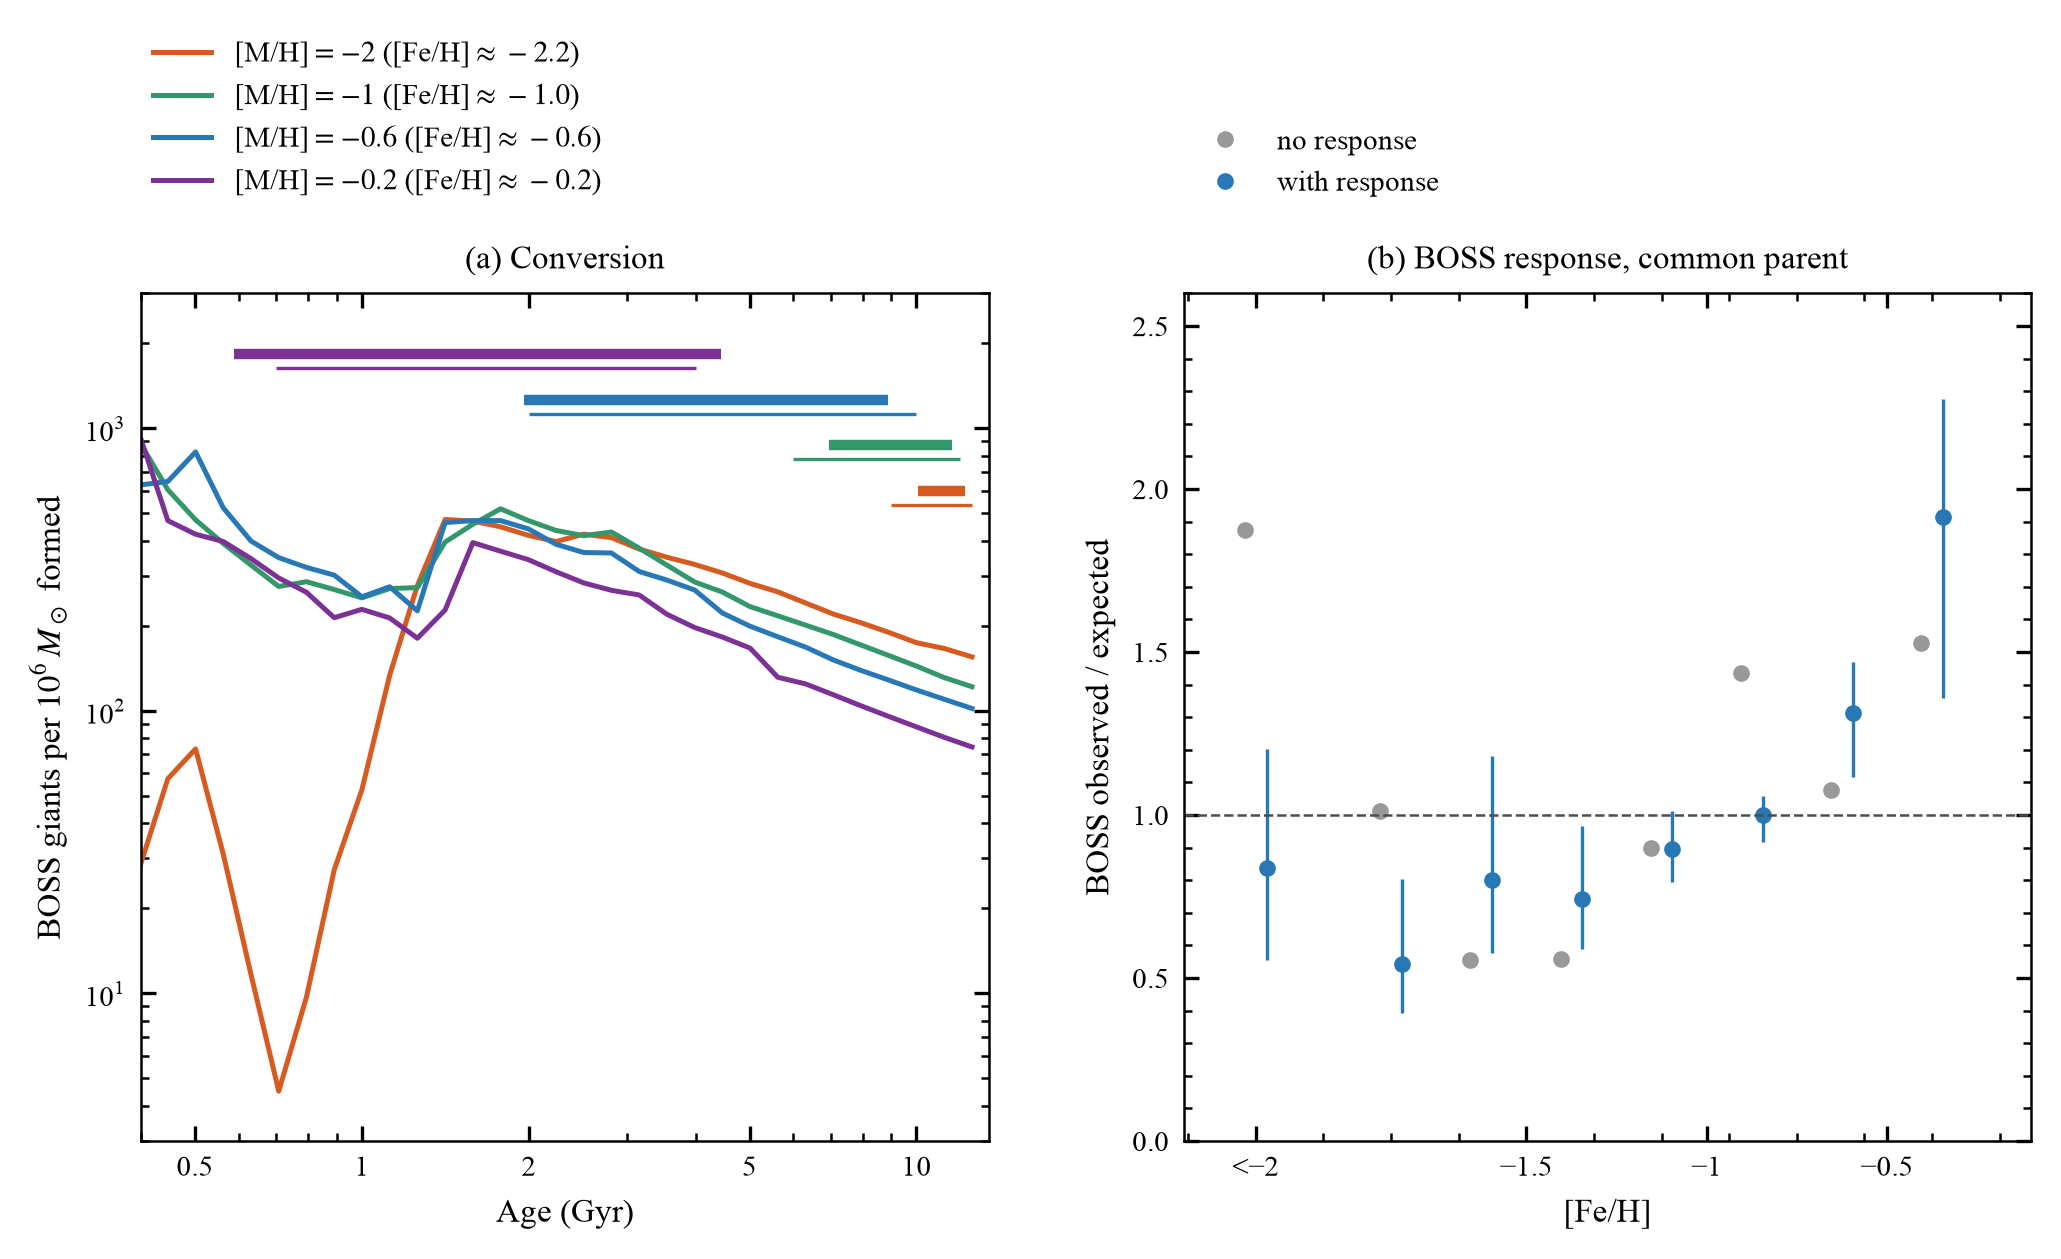 [M/H] = −2 ([Fe/H] ≈ − 2.2)
[M/H] = −1 ([Fe/H] ≈ − 1.0)
[M/H] = −0.6 ([Fe/H] ≈ − 0.6)
[M/H] = −0.2 ([Fe/H] ≈ − 0.2)
(a) Conversion
BOSS giants per 10⁶ M⊙ formed
10³
10²
10¹
0.5 1 2 5 10
Age (Gyr)
no response
with response
(b) BOSS response, common parent
BOSS observed / expected
2.5
2.0
1.5
1.0
0.5
0.0
<−2 −1.5 −1 −0.5
[Fe/H]